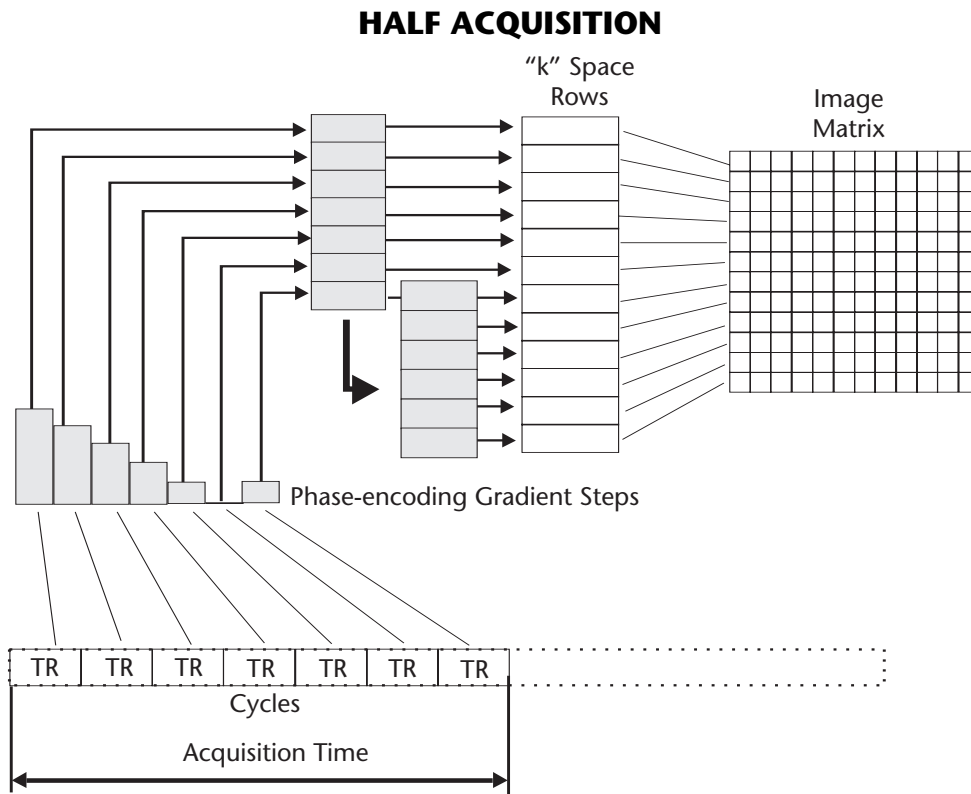 HALF ACQUISITION
“k” Space
Rows
Image
Matrix
Phase-encoding Gradient Steps
TR TR TR TR TR TR TR
Cycles
Acquisition Time